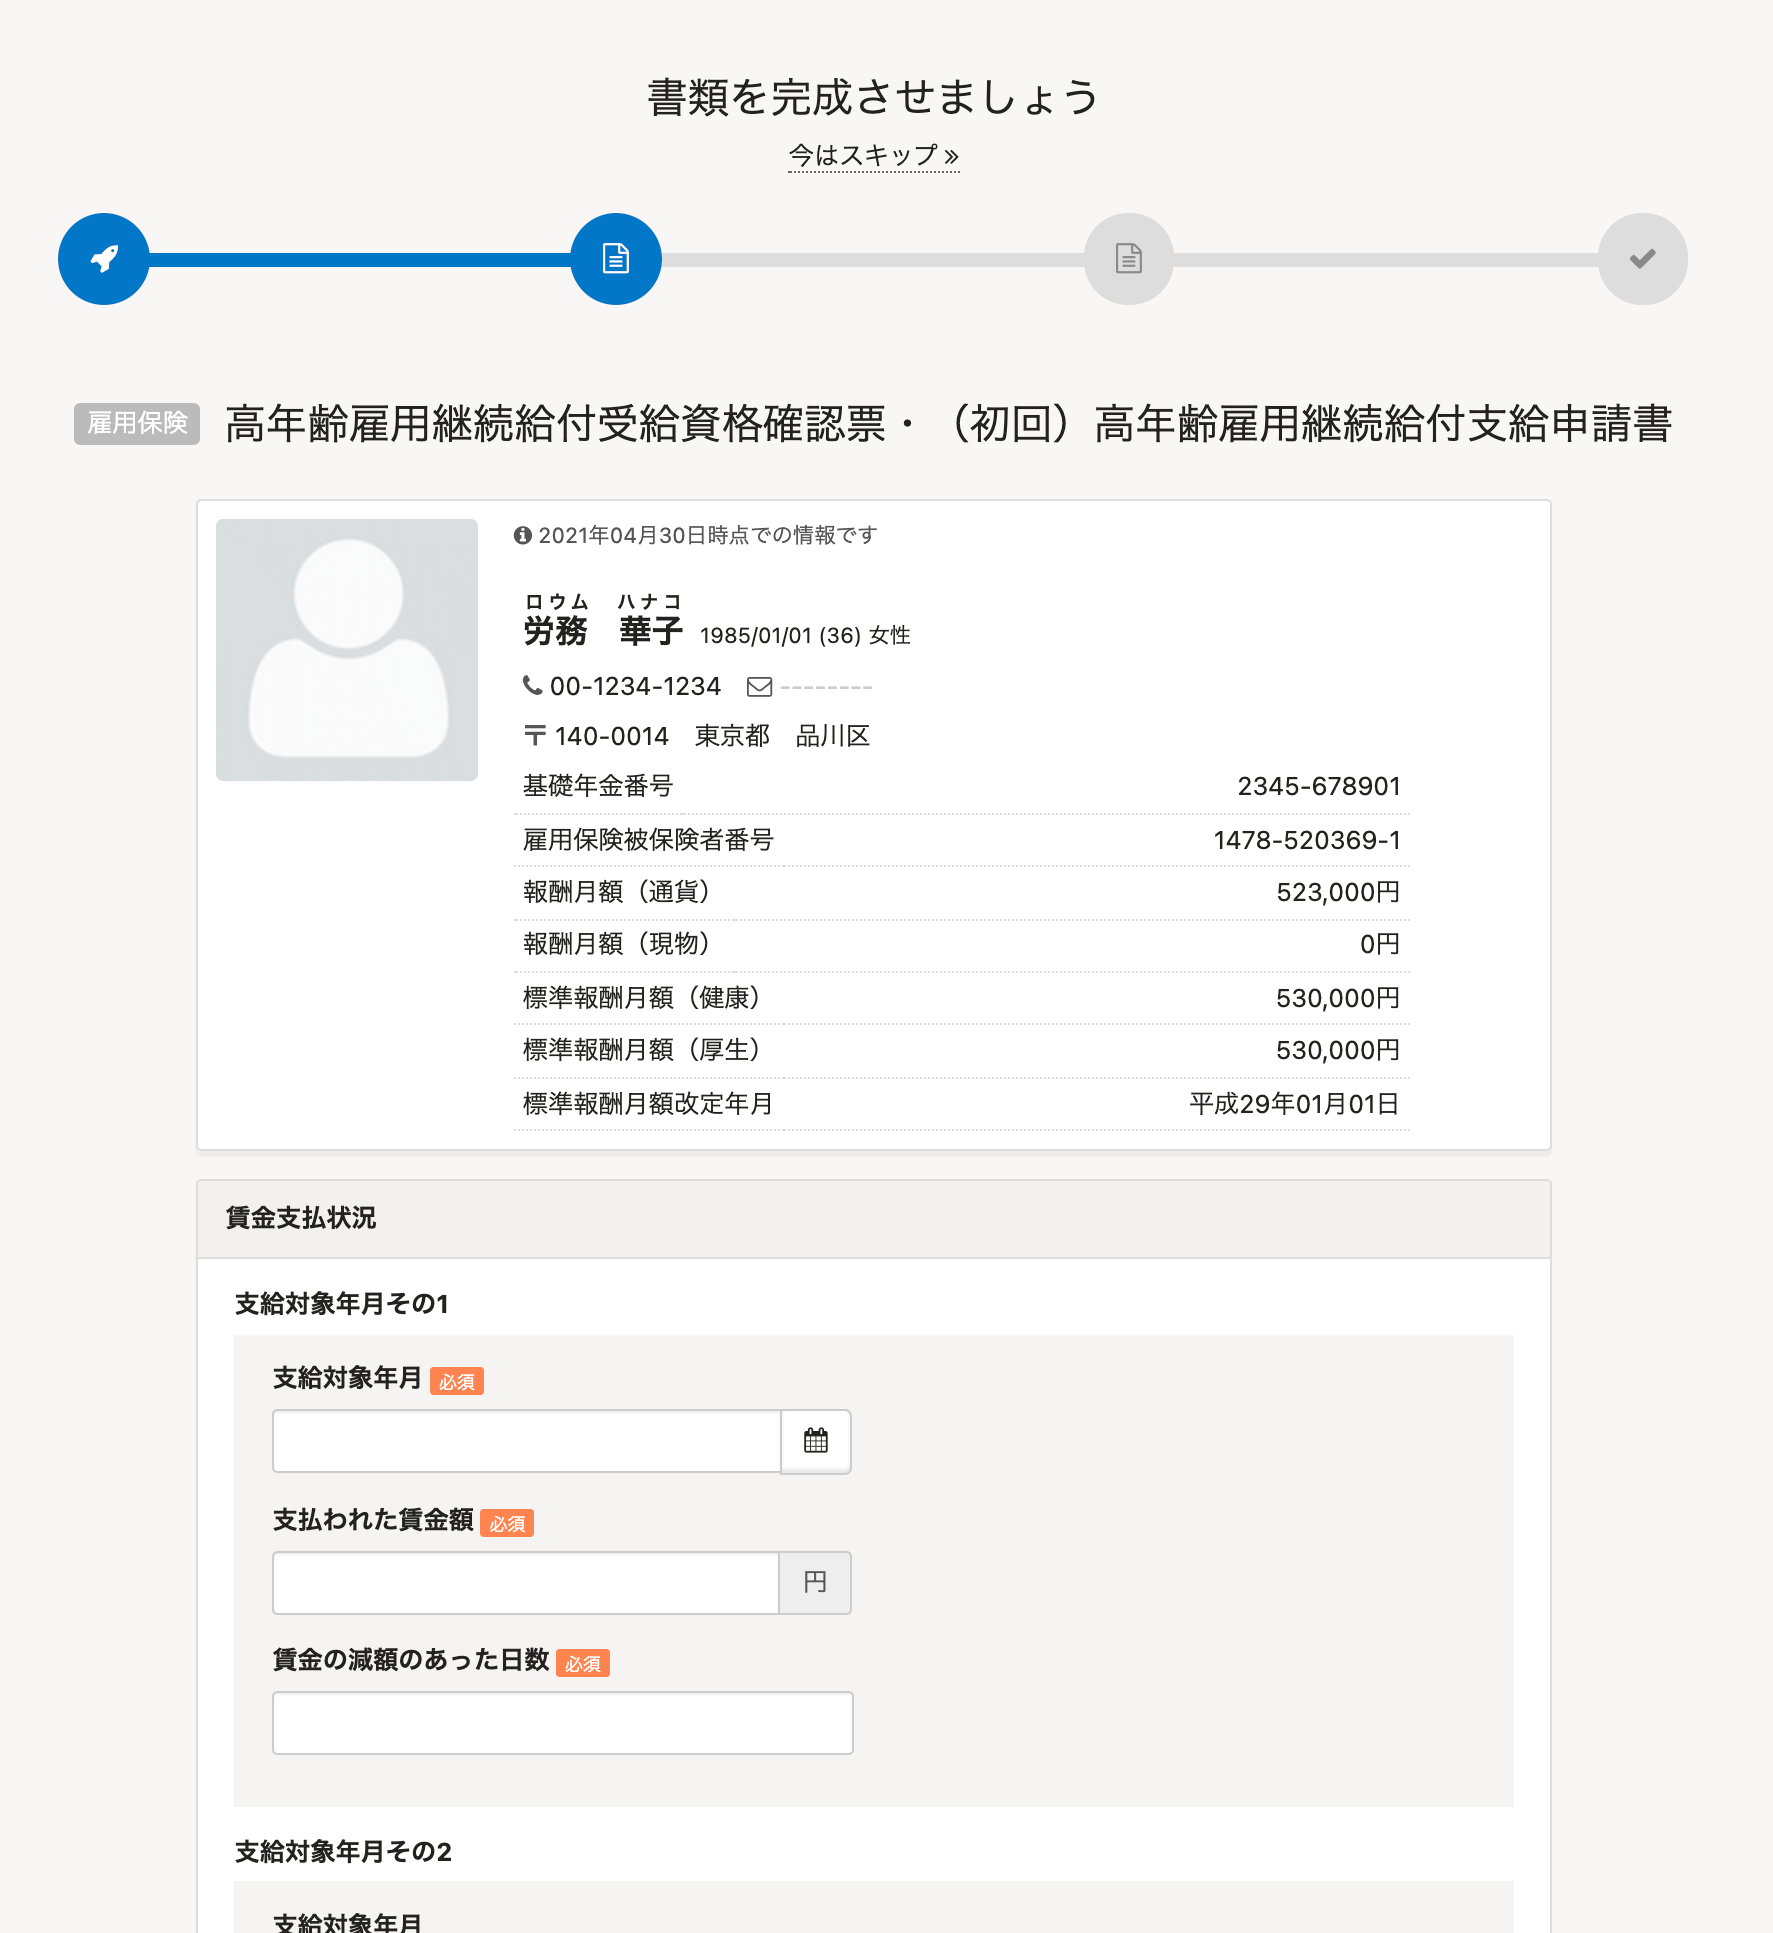 書類を完成させましょう
今はスキップ »
雇用保険 高年齢雇用継続給付受給資格確認票・（初回）高年齢雇用継続給付支給申請書
2021年04月30日時点での情報です
ロウム ハナコ
労務　華子 1985/01/01 (36) 女性
00-1234-1234 --------
〒140-0014　東京都　品川区
基礎年金番号 2345-678901
雇用保険被保険者番号 1478-520369-1
報酬月額（通貨） 523,000円
報酬月額（現物） 0円
標準報酬月額（健康） 530,000円
標準報酬月額（厚生） 530,000円
標準報酬月額改定年月 平成29年01月01日
賃金支払状況
支給対象年月その1
支給対象年月 必須
支払われた賃金額 必須
円
賃金の減額のあった日数 必須
支給対象年月その2
支給対象年月